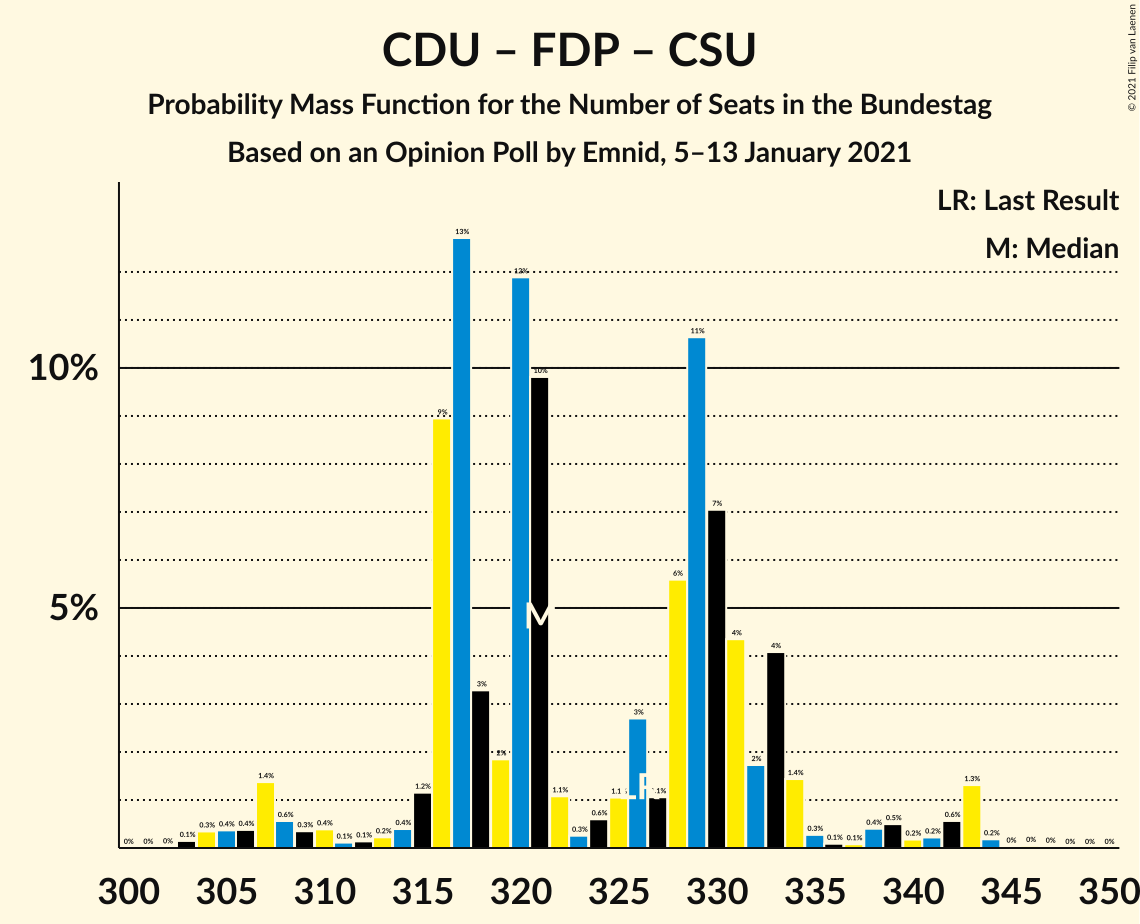 CDU – FDP – CSU
Probability Mass Function for the Number of Seats in the Bundestag
Based on an Opinion Poll by Emnid, 5–13 January 2021
© 2021 Filip van Laenen
LR: Last Result
M: Median
10%
5%
0% 0% 0% 0.1% 0.3% 0.4% 0.4% 1.4% 0.6% 0.3% 0.4% 0.1% 0.1% 0.2% 0.4% 1.2% 9% 13% 3% 2% 12% 10% 1.1% 0.3% 0.6% 1.1% 3% 1.1% 6% 11% 7% 4% 2% 4% 1.4% 0.3% 0.1% 0.1% 0.4% 0.5% 0.2% 0.2% 0.6% 1.3% 0.2% 0% 0% 0% 0% 0% 0%
M
LR
300 305 310 315 320 325 330 335 340 345 350